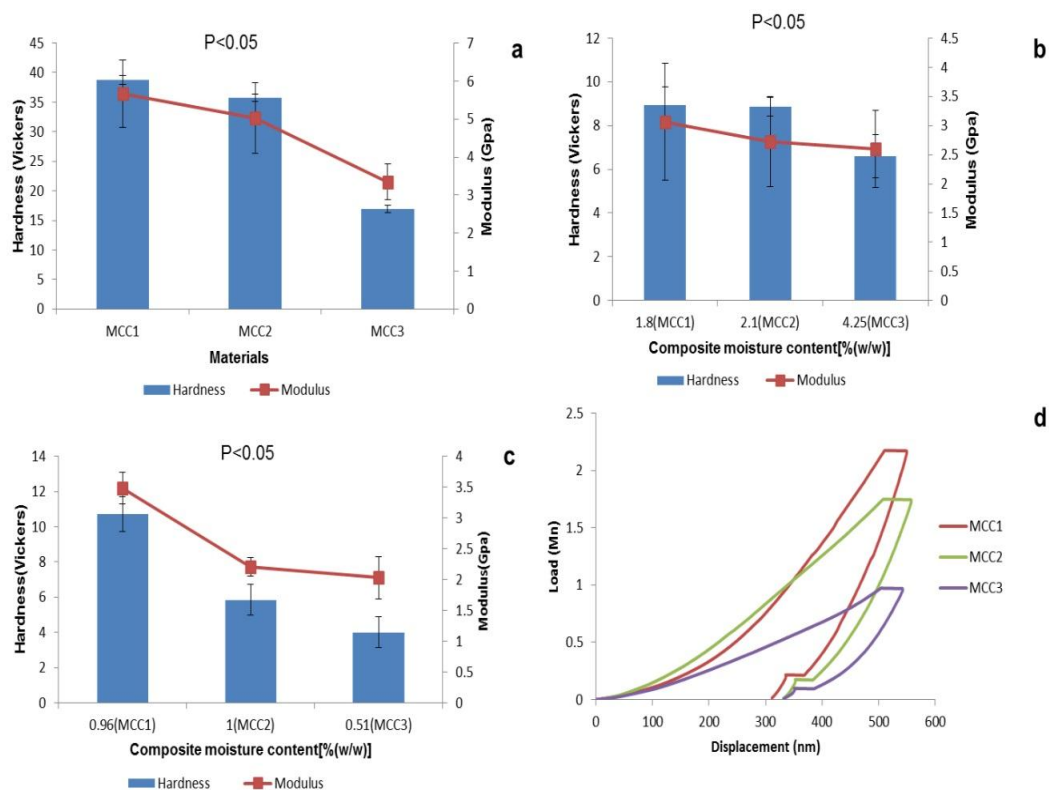 P<0.05
a
45
40
35
30
25
20
15
10
5
0
Hardness (Vickers)
7
6
5
4
3
2
1
0
Modulus (Gpa)
MCC1 MCC2 MCC3
Materials
Hardness Modulus
P<0.05
b
12
10
8
6
4
2
0
Hardness (Vickers)
4.5
4
3.5
3
2.5
2
1.5
1
0.5
0
Modulus (Gpa)
1.8(MCC1) 2.1(MCC2) 4.25(MCC3)
Composite moisture content[%(w/w)]
Hardness Modulus
P<0.05
c
14
12
10
8
6
4
2
0
Hardness(Vickers)
4
3.5
3
2.5
2
1.5
1
0.5
0
Modulus(Gpa)
0.96(MCC1) 1(MCC2) 0.51(MCC3)
Composite moisture content[%(w/w)]
Hardness Modulus
d
2.5
2
1.5
1
0.5
0
Load (Mn)
0 100 200 300 400 500 600
Displacement (nm)
MCC1
MCC2
MCC3